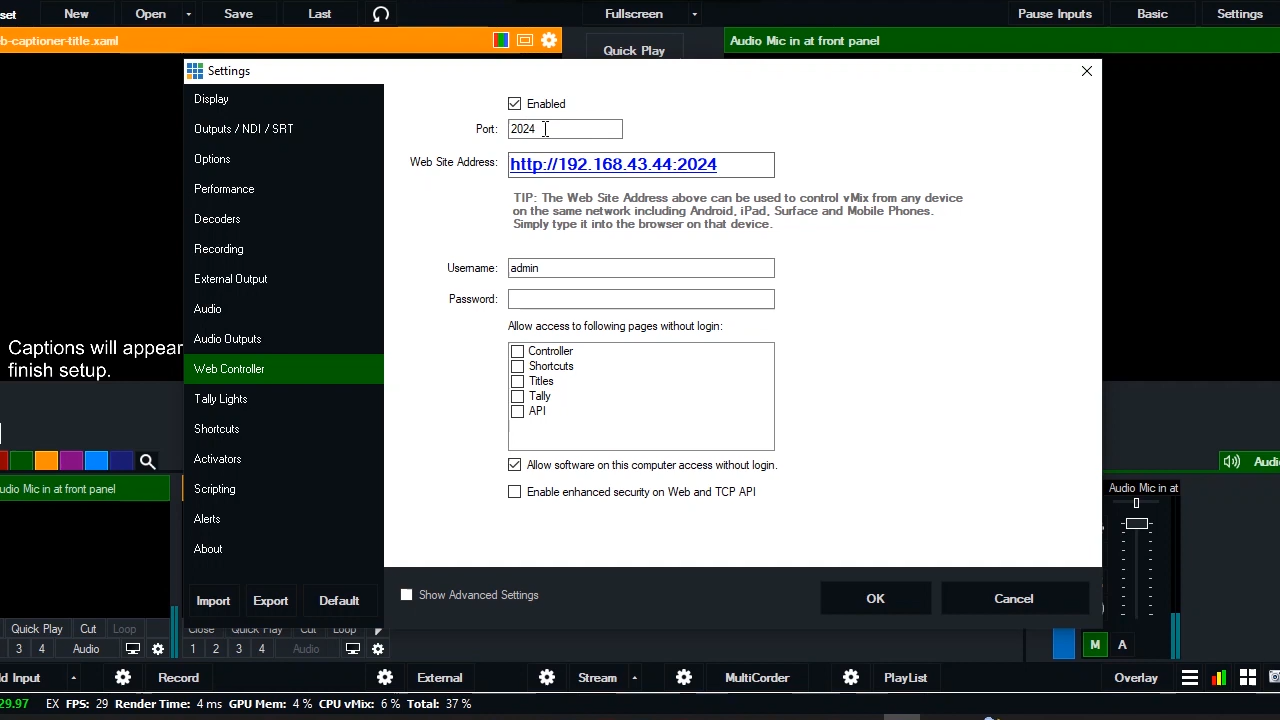 set
New
Open
Save
Last
Fullscreen
Pause Inputs
Basic
Settings
b-captioner-title.xaml
Quick Play
Audio Mic in at front panel
Settings
Display
Outputs / NDI / SRT
Options
Performance
Decoders
Recording
External Output
Audio
Audio Outputs
Web Controller
Tally Lights
Shortcuts
Activators
Scripting
Alerts
About
Import
Export
Default
Enabled
Port: 2024
Web Site Address: http://192.168.43.44:2024
TIP: The Web Site Address above can be used to control vMix from any device
on the same network including Android, iPad, Surface and Mobile Phones.
Simply type it into the browser on that device.
Username: admin
Password:
Allow access to following pages without login:
Controller
Shortcuts
Titles
Tally
API
Allow software on this computer access without login.
Enable enhanced security on Web and TCP API
Show Advanced Settings
OK
Cancel
Captions will appear
finish setup.
udio Mic in at front panel
Audi
Audio Mic in at
M
A
Quick Play
Cut
Loop
Close
Quick Play
Cut
Loop
3
4
Audio
1
2
3
4
Audio
ld Input
Record
External
Stream
MultiCorder
PlayList
Overlay
29.97 EX FPS: 29 Render Time: 4 ms GPU Mem: 4 % CPU vMix: 6 % Total: 37 %